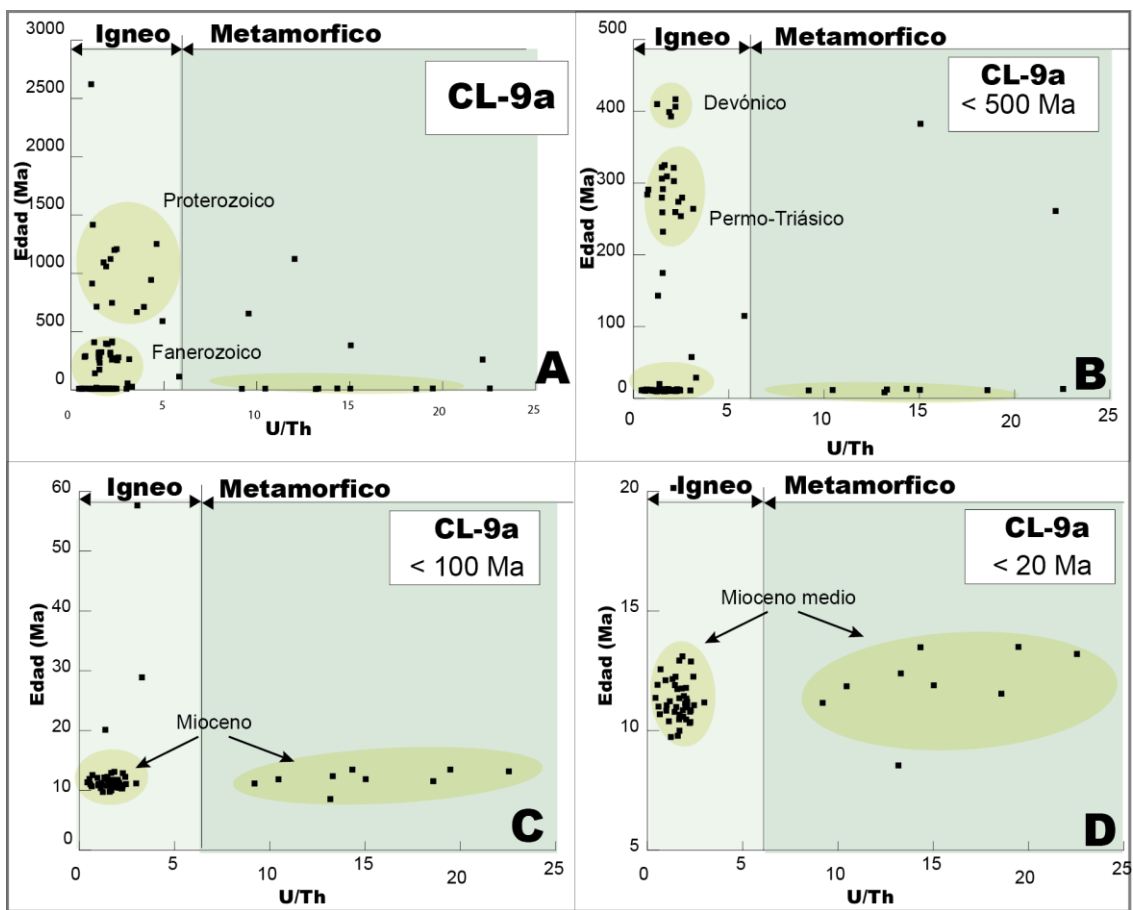 Igneo Metamorfico
3000
2500
2000
1500
1000
500
0
Edad (Ma)
CL-9a
Proterozoico
Fanerozoico
A
0 5 10 15 20 25
U/Th
Igneo Metamorfico
500
400
300
200
100
0
Edad (Ma)
CL-9a
< 500 Ma
Devónico
Permo-Triásico
B
0 5 10 15 20 25
U/Th
Igneo Metamorfico
60
50
40
30
20
10
0
Edad (Ma)
CL-9a
< 100 Ma
Mioceno
C
0 5 10 15 20 25
U/Th
Igneo Metamorfico
20
15
10
5
Edad (Ma)
CL-9a
< 20 Ma
Mioceno medio
D
0 5 10 15 20 25
U/Th